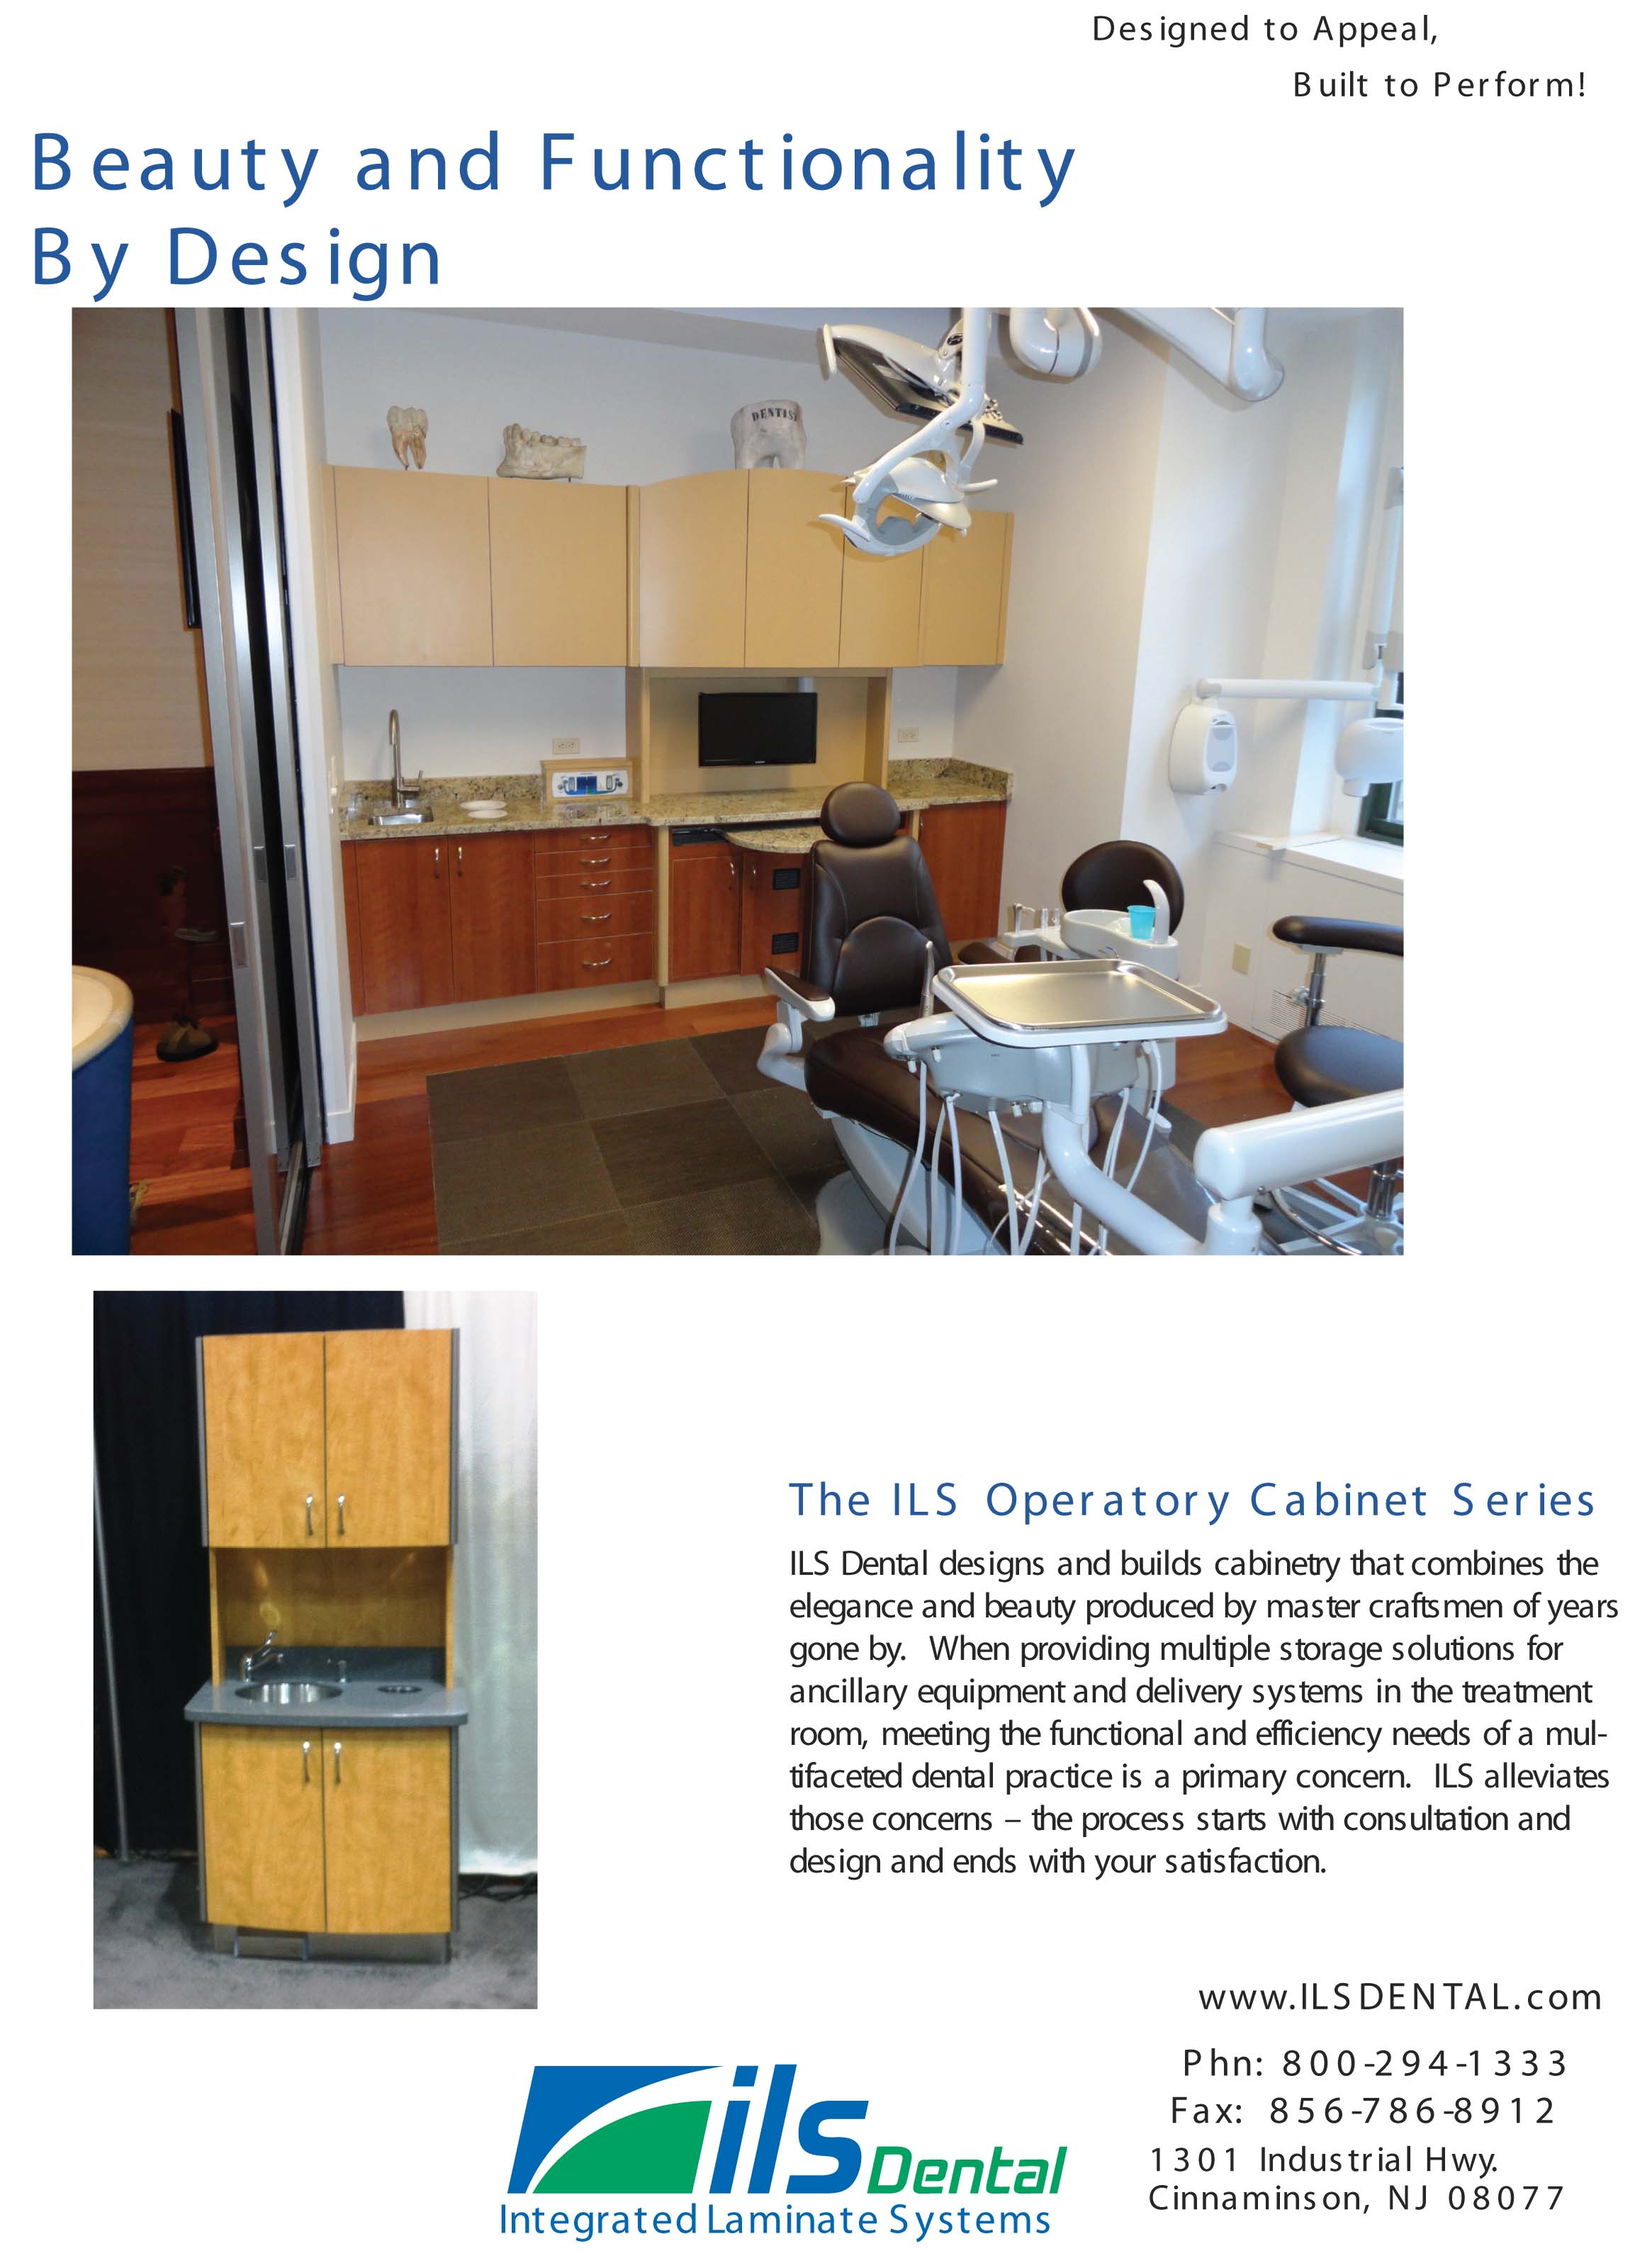 Designed to Appeal,
Built to Perform!
Beauty and Functionality
By Design
DENTIST
The ILS Operatory Cabinet Series
ILS Dental designs and builds cabinetry that combines the
elegance and beauty produced by master craftsmen of years
gone by.  When providing multiple storage solutions for
ancillary equipment and delivery systems in the treatment
room, meeting the functional and efficiency needs of a mul-
tifaceted dental practice is a primary concern.  ILS alleviates
those concerns – the process starts with consultation and
design and ends with your satisfaction.
www.ILSDENTAL.com
Phn: 800-294-1333
Fax: 856-786-8912
1301 Industrial Hwy.
Cinnaminson, NJ 08077
ils Dental
Integrated Laminate Systems